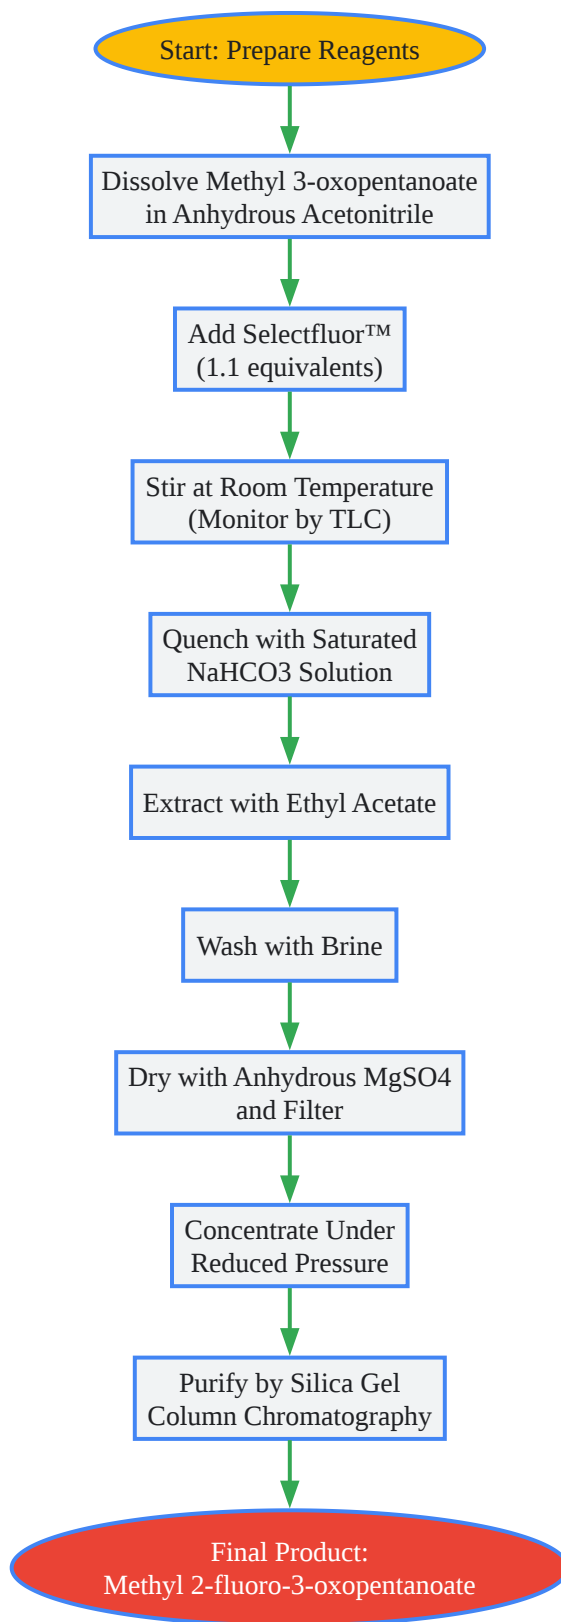 Start: Prepare Reagents
Dissolve Methyl 3-oxopentanoate
in Anhydrous Acetonitrile
Add Selectfluor™
(1.1 equivalents)
Stir at Room Temperature
(Monitor by TLC)
Quench with Saturated
NaHCO3 Solution
Extract with Ethyl Acetate
Wash with Brine
Dry with Anhydrous MgSO4
and Filter
Concentrate Under
Reduced Pressure
Purify by Silica Gel
Column Chromatography
Final Product:
Methyl 2-fluoro-3-oxopentanoate